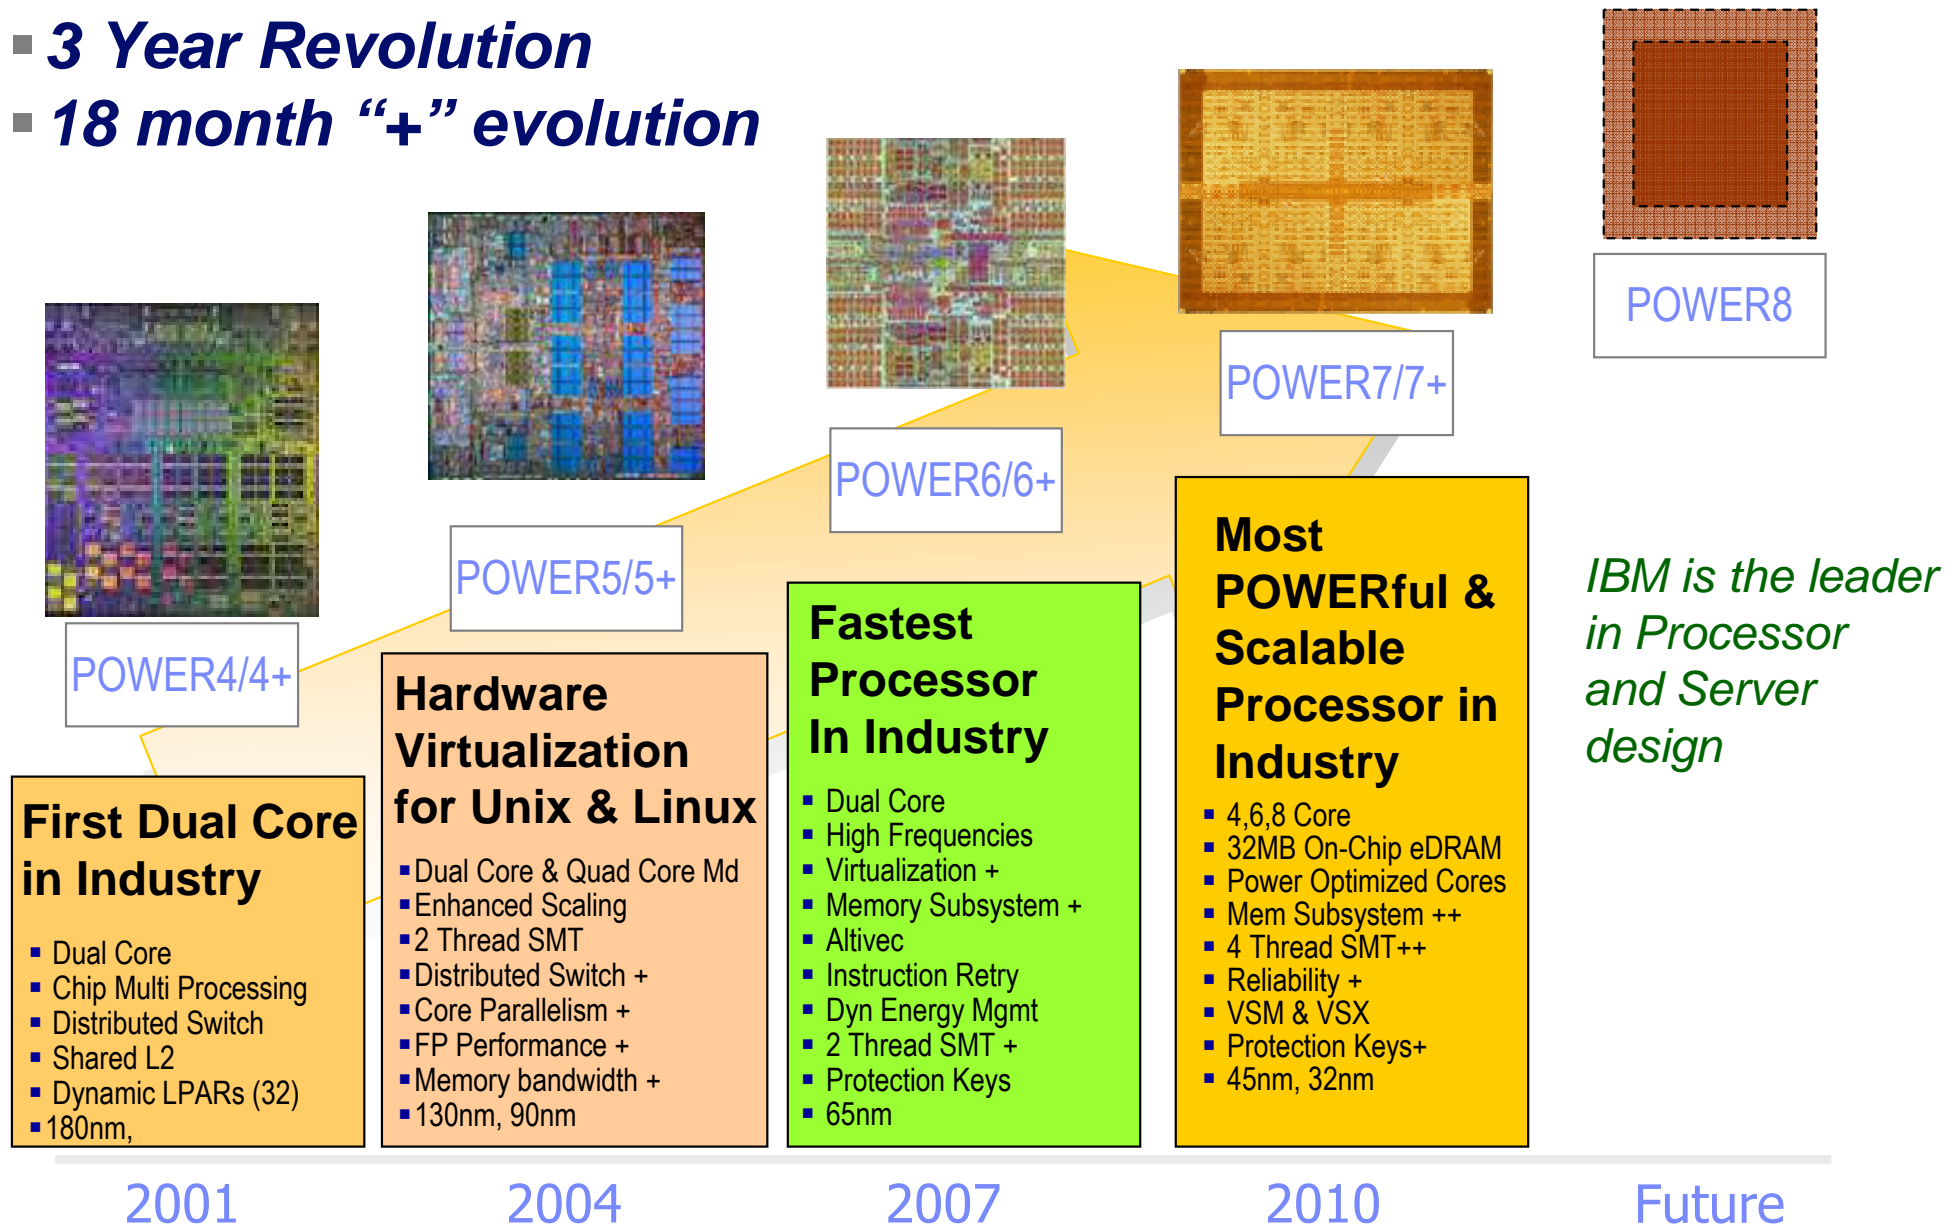 3 Year Revolution
18 month “+” evolution
POWER4/4+
First Dual Core
in Industry
Dual Core
Chip Multi Processing
Distributed Switch
Shared L2
Dynamic LPARs (32)
180nm,
2001
POWER5/5+
Hardware
Virtualization
for Unix & Linux
Dual Core & Quad Core Md
Enhanced Scaling
2 Thread SMT
Distributed Switch +
Core Parallelism +
FP Performance +
Memory bandwidth +
130nm, 90nm
2004
POWER6/6+
Fastest
Processor
In Industry
Dual Core
High Frequencies
Virtualization +
Memory Subsystem +
Altivec
Instruction Retry
Dyn Energy Mgmt
2 Thread SMT +
Protection Keys
65nm
2007
POWER7/7+
Most
POWERful &
Scalable
Processor in
Industry
4,6,8 Core
32MB On-Chip eDRAM
Power Optimized Cores
Mem Subsystem ++
4 Thread SMT++
Reliability +
VSM & VSX
Protection Keys+
45nm, 32nm
2010
POWER8
IBM is the leader
in Processor
and Server
design
Future